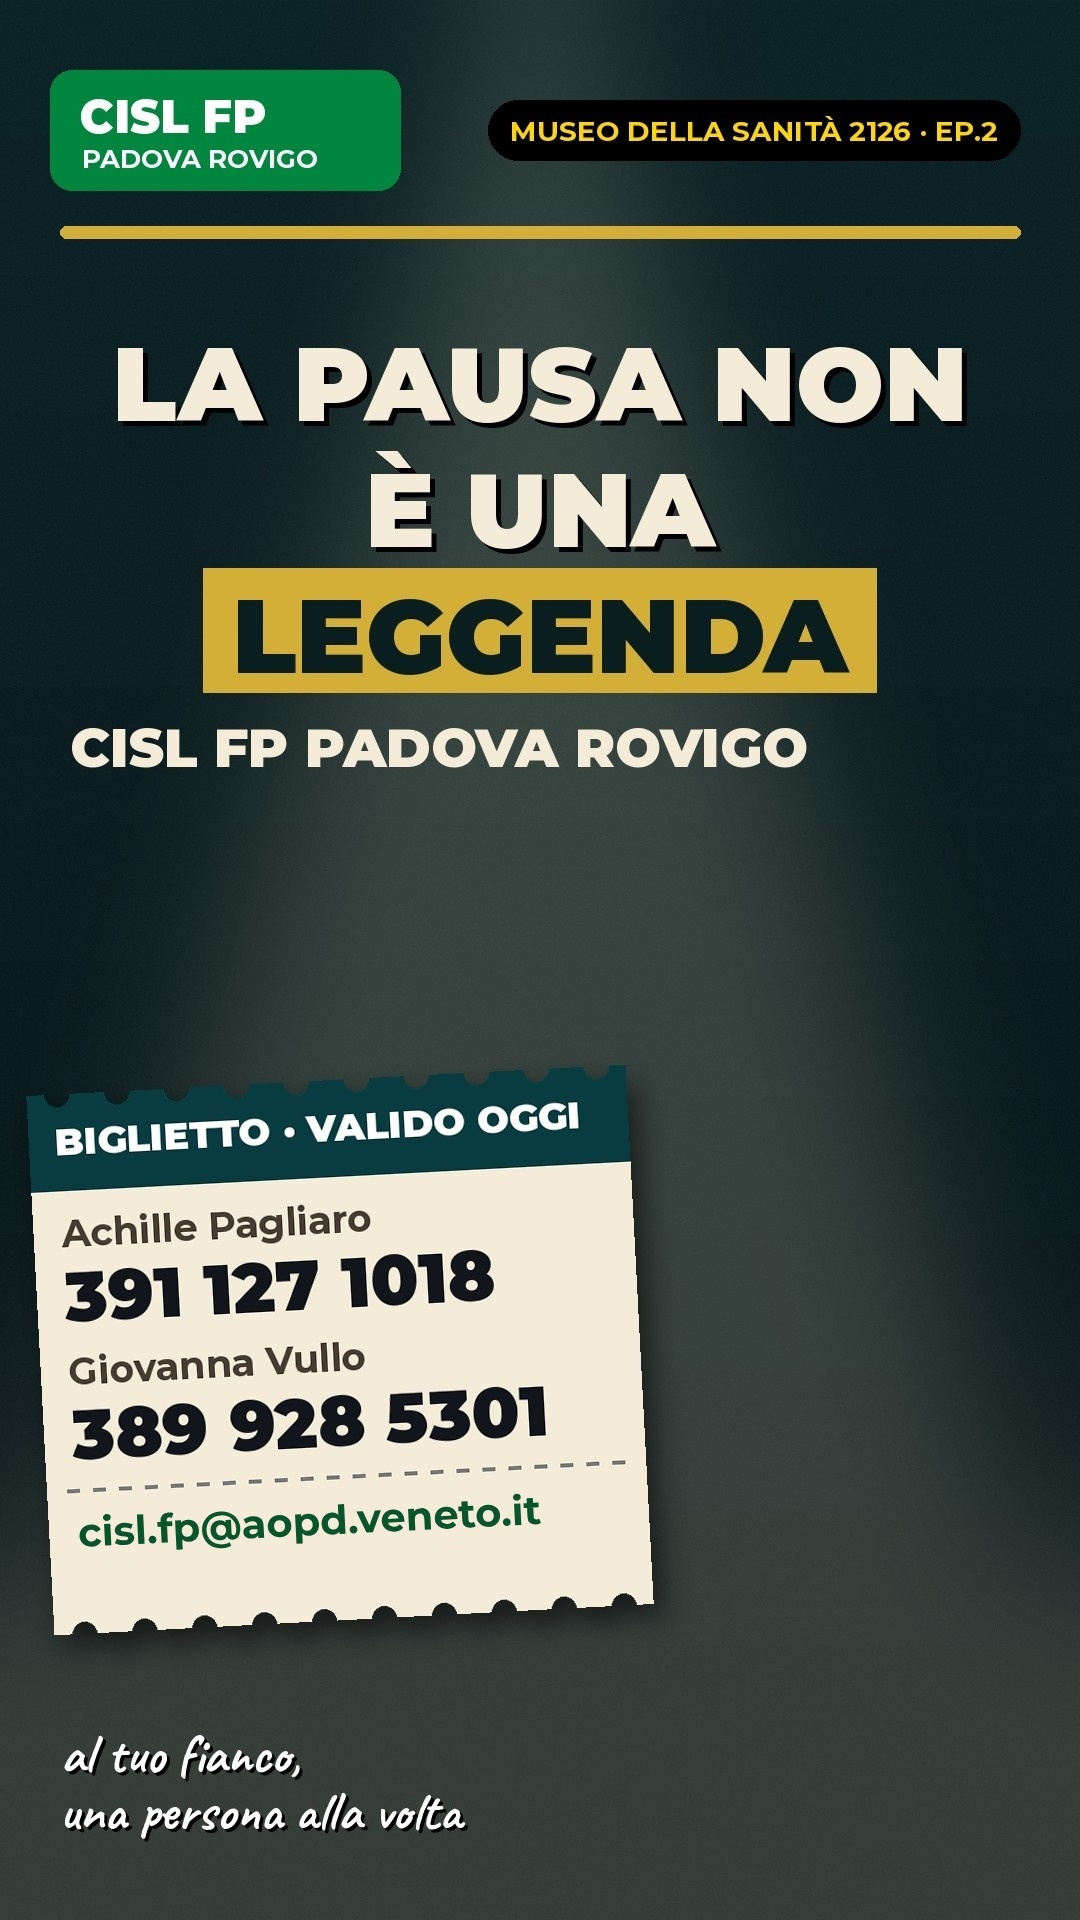 CISL FP
PADOVA ROVIGO
MUSEO DELLA SANITÀ 2126 · EP.2
LA PAUSA NON
È UNA
LEGGENDA
CISL FP PADOVA ROVIGO
BIGLIETTO · VALIDO OGGI
Achille Pagliaro
391 127 1018
Giovanna Vullo
389 928 5301
cisl.fp@aopd.veneto.it
al tuo fianco,
una persona alla volta